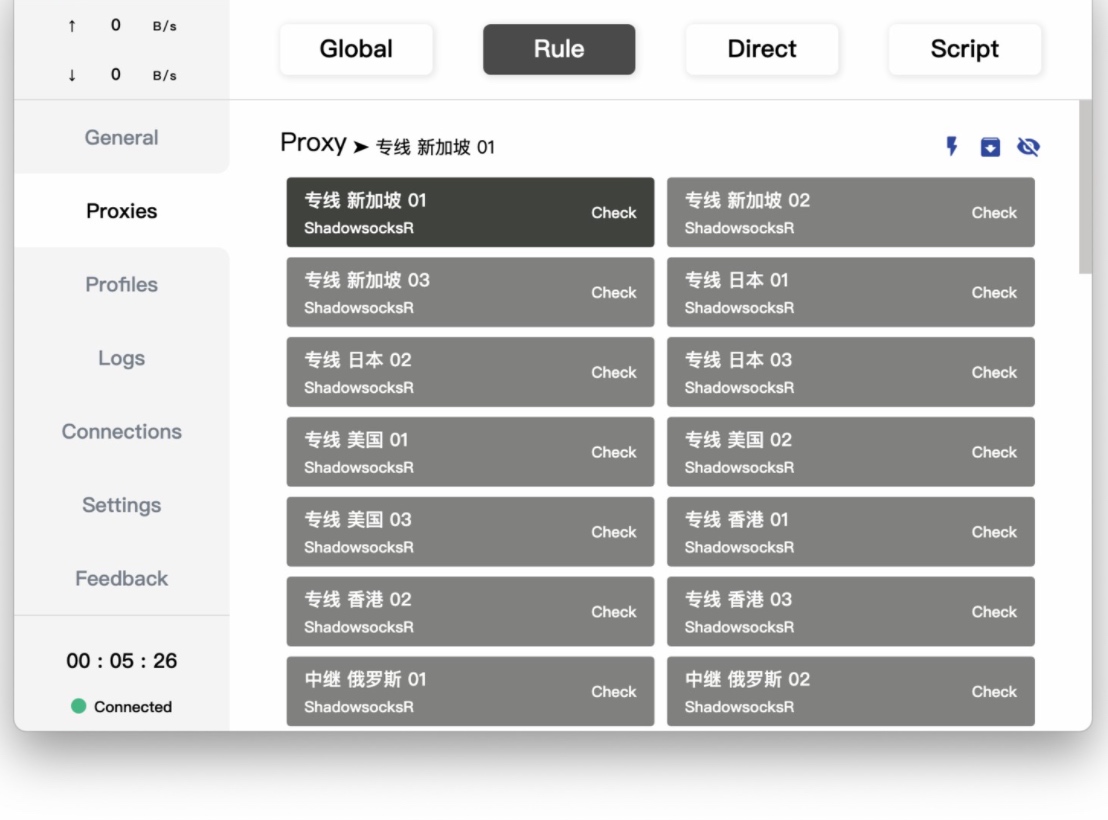 ↑ 0 B/s
↓ 0 B/s
General
Proxies
Profiles
Logs
Connections
Settings
Feedback
00 : 05 : 26
Connected
Global Rule Direct Script
Proxy ➤ 专线 新加坡 01
专线 新加坡 01
ShadowsocksR
Check
专线 新加坡 02
ShadowsocksR
Check
专线 新加坡 03
ShadowsocksR
Check
专线 日本 01
ShadowsocksR
Check
专线 日本 02
ShadowsocksR
Check
专线 日本 03
ShadowsocksR
Check
专线 美国 01
ShadowsocksR
Check
专线 美国 02
ShadowsocksR
Check
专线 美国 03
ShadowsocksR
Check
专线 香港 01
ShadowsocksR
Check
专线 香港 02
ShadowsocksR
Check
专线 香港 03
ShadowsocksR
Check
中继 俄罗斯 01
ShadowsocksR
Check
中继 俄罗斯 02
ShadowsocksR
Check